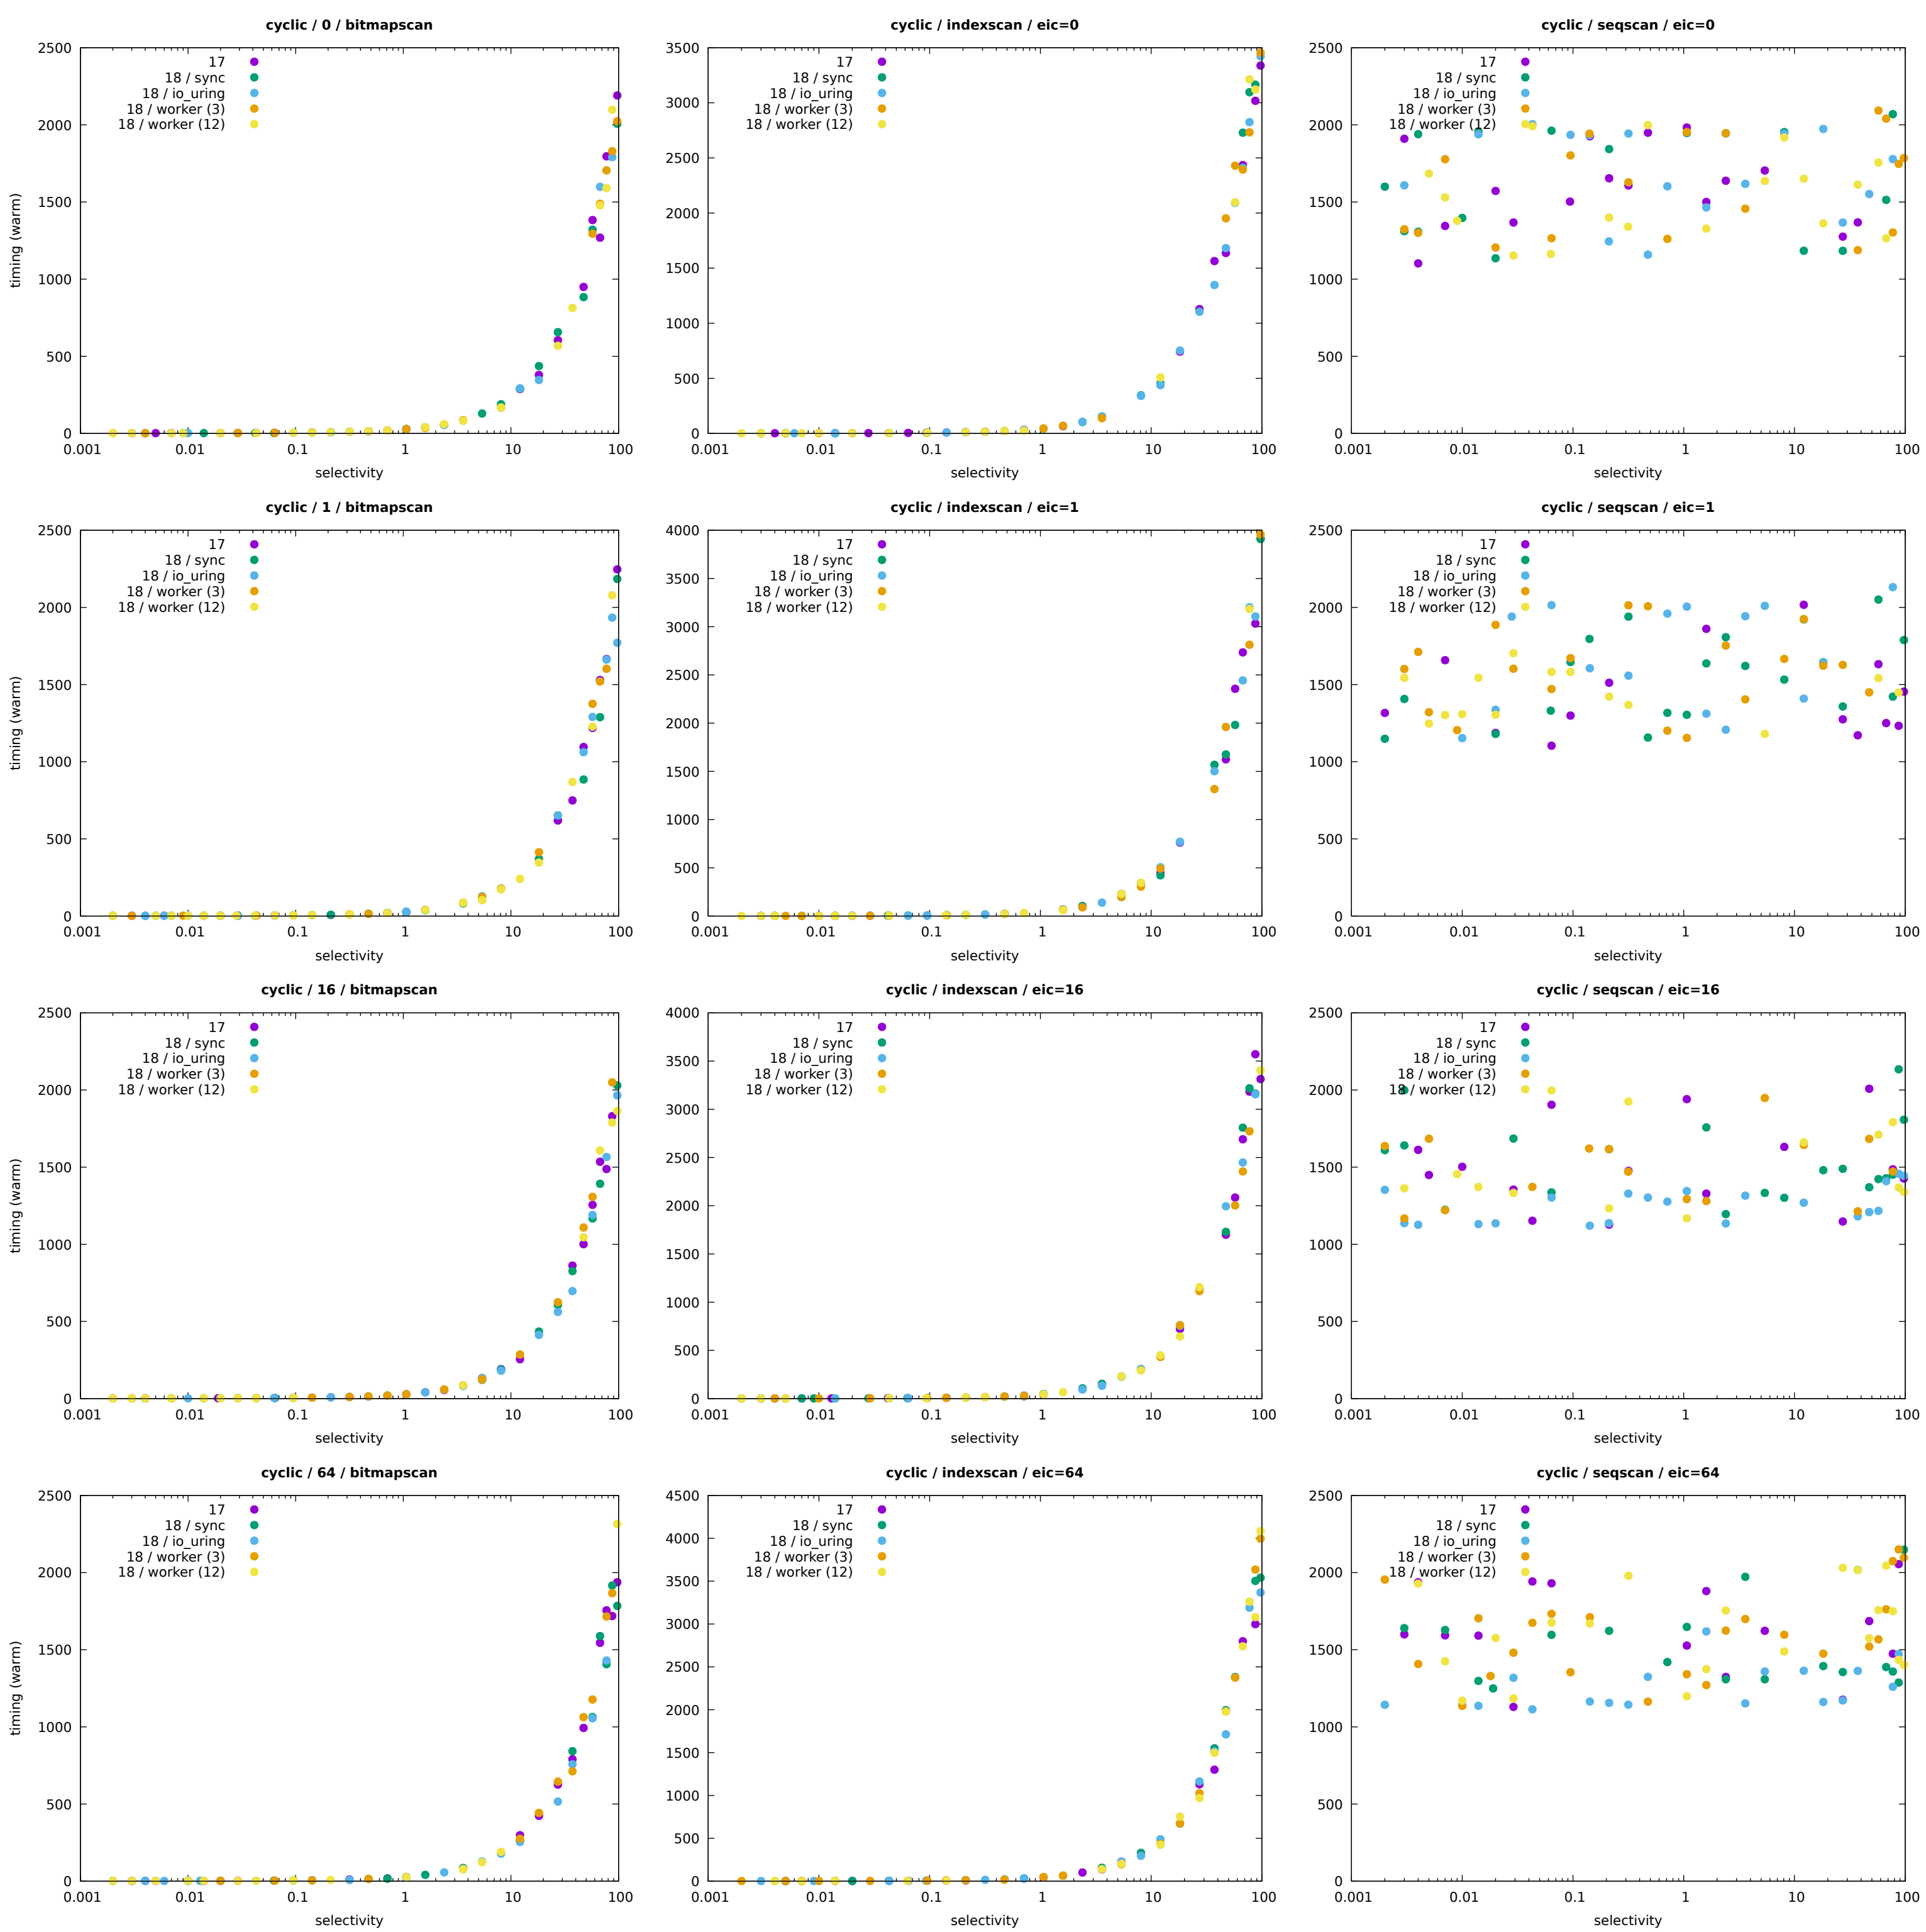 cyclic / 0 / bitmapscan
2500
2000
1500
1000
500
0
timing (warm)
17
18 / sync
18 / io_uring
18 / worker (3)
18 / worker (12)
0.001
0.01
0.1
1
10
100
selectivity
cyclic / indexscan / eic=0
3500
3000
2500
2000
1500
1000
500
0
17
18 / sync
18 / io_uring
18 / worker (3)
18 / worker (12)
0.001
0.01
0.1
1
10
100
selectivity
cyclic / seqscan / eic=0
2500
2000
1500
1000
500
0
17
18 / sync
18 / io_uring
18 / worker (3)
18 / worker (12)
0.001
0.01
0.1
1
10
100
selectivity
cyclic / 1 / bitmapscan
2500
2000
1500
1000
500
0
timing (warm)
17
18 / sync
18 / io_uring
18 / worker (3)
18 / worker (12)
0.001
0.01
0.1
1
10
100
selectivity
cyclic / indexscan / eic=1
4000
3500
3000
2500
2000
1500
1000
500
0
17
18 / sync
18 / io_uring
18 / worker (3)
18 / worker (12)
0.001
0.01
0.1
1
10
100
selectivity
cyclic / seqscan / eic=1
2500
2000
1500
1000
500
0
17
18 / sync
18 / io_uring
18 / worker (3)
18 / worker (12)
0.001
0.01
0.1
1
10
100
selectivity
cyclic / 16 / bitmapscan
2500
2000
1500
1000
500
0
timing (warm)
17
18 / sync
18 / io_uring
18 / worker (3)
18 / worker (12)
0.001
0.01
0.1
1
10
100
selectivity
cyclic / indexscan / eic=16
4000
3500
3000
2500
2000
1500
1000
500
0
17
18 / sync
18 / io_uring
18 / worker (3)
18 / worker (12)
0.001
0.01
0.1
1
10
100
selectivity
cyclic / seqscan / eic=16
2500
2000
1500
1000
500
0
17
18 / sync
18 / io_uring
18 / worker (3)
18 / worker (12)
0.001
0.01
0.1
1
10
100
selectivity
cyclic / 64 / bitmapscan
2500
2000
1500
1000
500
0
timing (warm)
17
18 / sync
18 / io_uring
18 / worker (3)
18 / worker (12)
0.001
0.01
0.1
1
10
100
selectivity
cyclic / indexscan / eic=64
4500
4000
3500
3000
2500
2000
1500
1000
500
0
17
18 / sync
18 / io_uring
18 / worker (3)
18 / worker (12)
0.001
0.01
0.1
1
10
100
selectivity
cyclic / seqscan / eic=64
2500
2000
1500
1000
500
0
17
18 / sync
18 / io_uring
18 / worker (3)
18 / worker (12)
0.001
0.01
0.1
1
10
100
selectivity